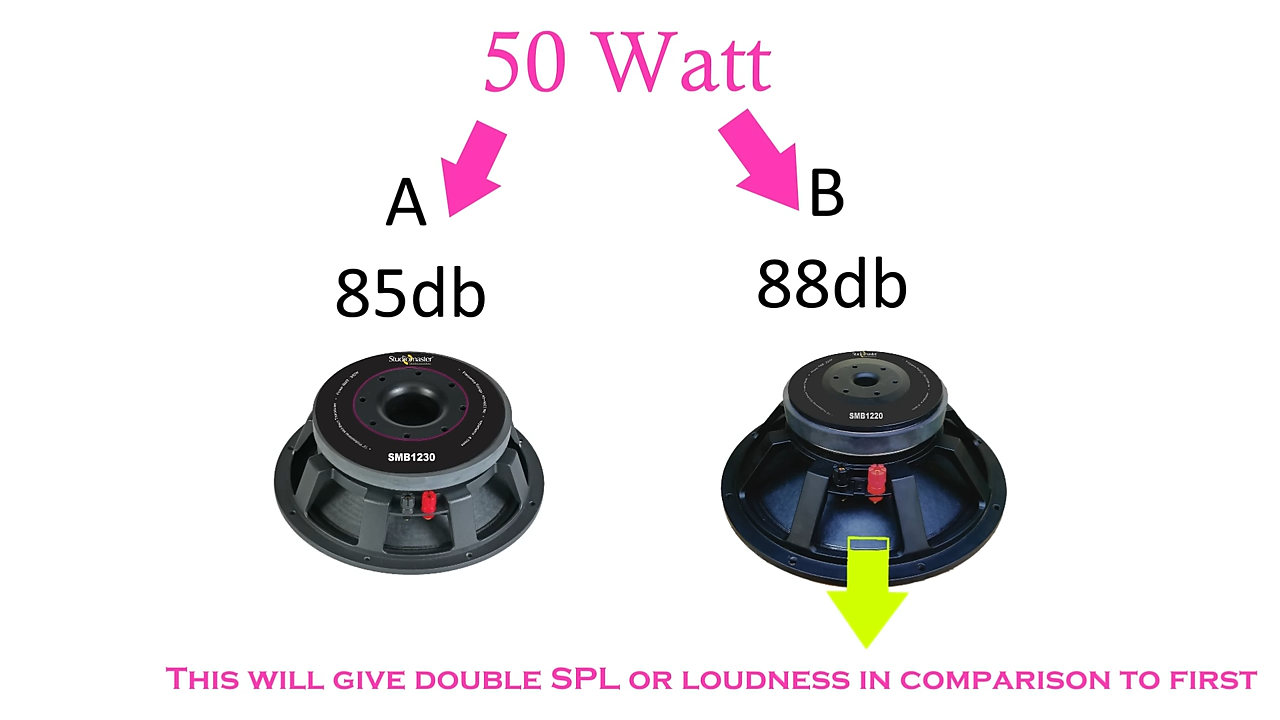 50 Watt
A
B
85db
88db
Studiomaster
SMB1230
SMB1220
THIS WILL GIVE DOUBLE SPL OR LOUDNESS IN COMPARISON TO FIRST